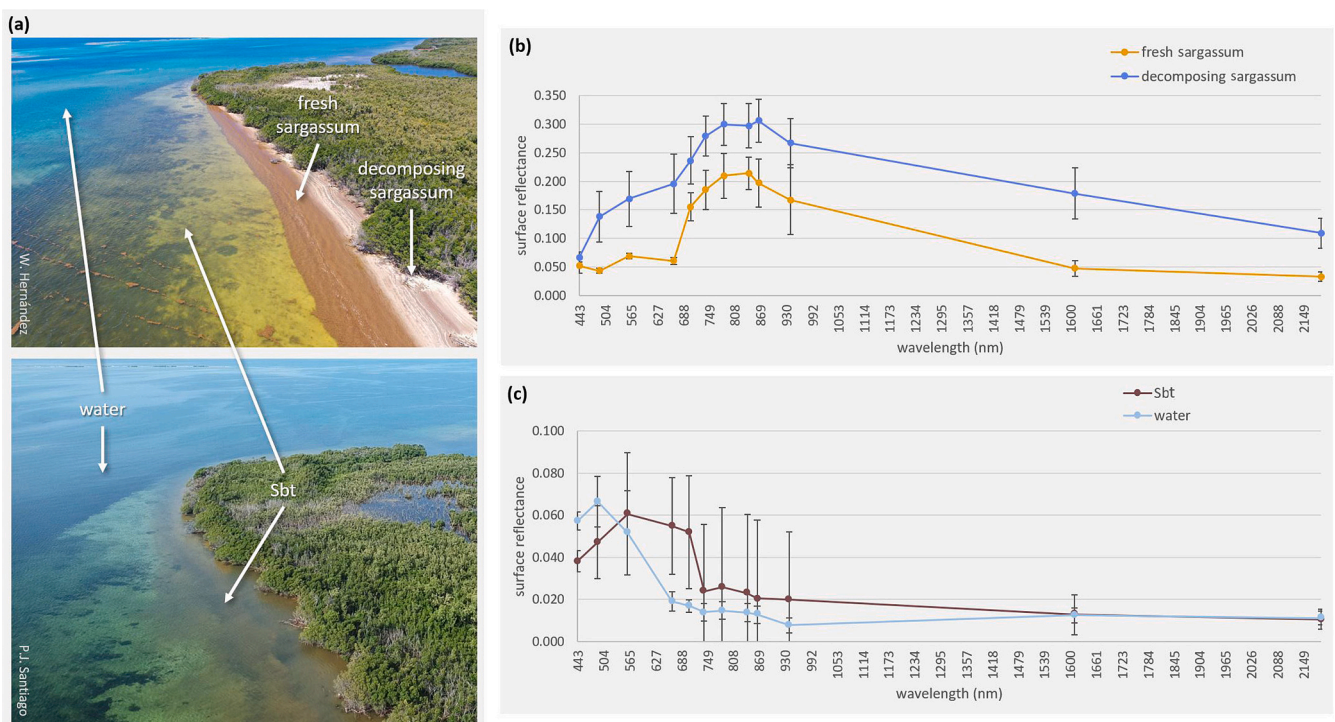 (a)
fresh
sargassum
decomposing
sargassum
W. Hernández
water
Sbt
P.J. Santiago
(b)
fresh sargassum
decomposing sargassum
0.350
0.300
0.250
0.200
0.150
0.100
0.050
0.000
surface reflectance
443 504 565 627 688 749 808 869 930 992 1053 1114 1173 1234 1295 1357 1418 1479 1539 1600 1661 1723 1784 1845 1904 1965 2026 2088 2149
wavelength (nm)
(c)
Sbt
water
0.100
0.080
0.060
0.040
0.020
0.000
surface reflectance
443 504 565 627 688 749 808 869 930 992 1053 1114 1173 1234 1295 1357 1418 1479 1539 1600 1661 1723 1784 1845 1904 1965 2026 2088 2149
wavelength (nm)